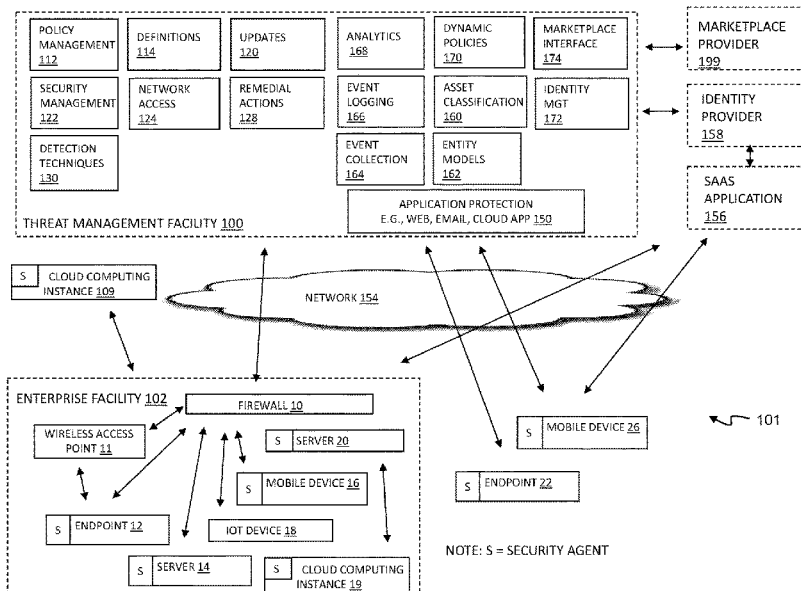 POLICY MANAGEMENT
112
DEFINITIONS
114
UPDATES
120
ANALYTICS
168
DYNAMIC POLICIES
170
MARKETPLACE INTERFACE
174
MARKETPLACE PROVIDER
199
SECURITY MANAGEMENT
122
NETWORK ACCESS
124
REMEDIAL ACTIONS
128
EVENT LOGGING
166
ASSET CLASSIFICATION
160
IDENTITY MGT
172
IDENTITY PROVIDER
158
DETECTION TECHNIQUES
130
EVENT COLLECTION
164
ENTITY MODELS
162
SAAS APPLICATION
156
APPLICATION PROTECTION
E.G., WEB, EMAIL, CLOUD APP 150
THREAT MANAGEMENT FACILITY 100
S CLOUD COMPUTING
INSTANCE 109
NETWORK 154
ENTERPRISE FACILITY 102
FIREWALL 10
101
WIRELESS ACCESS
POINT 11
S SERVER 20
S MOBILE DEVICE 26
S MOBILE DEVICE 16
S ENDPOINT 22
S ENDPOINT 12
IOT DEVICE 18
NOTE: S = SECURITY AGENT
S SERVER 14
S CLOUD COMPUTING
INSTANCE 19